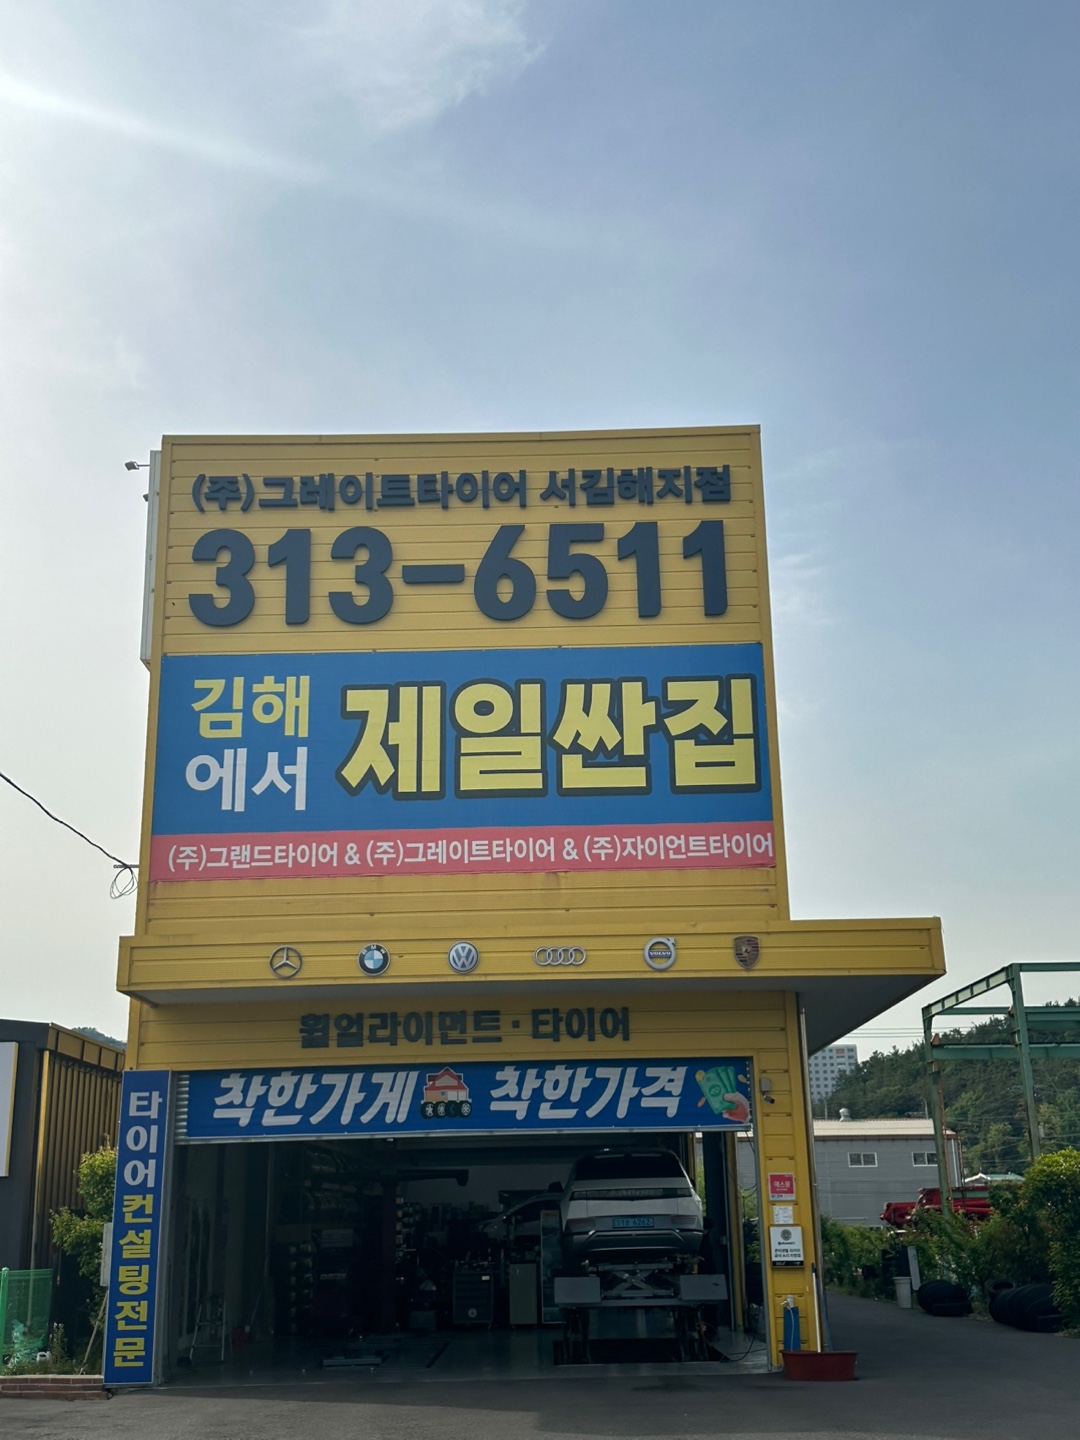 (주)그레이트타이어 서김해지점
313-6511
김해
에서
제일싼집
(주)그랜드타이어 & (주)그레이트타이어 & (주)자이언트타이어
휠얼라이먼트·타이어
착한가게 착한가격
타이어컨설팅전문